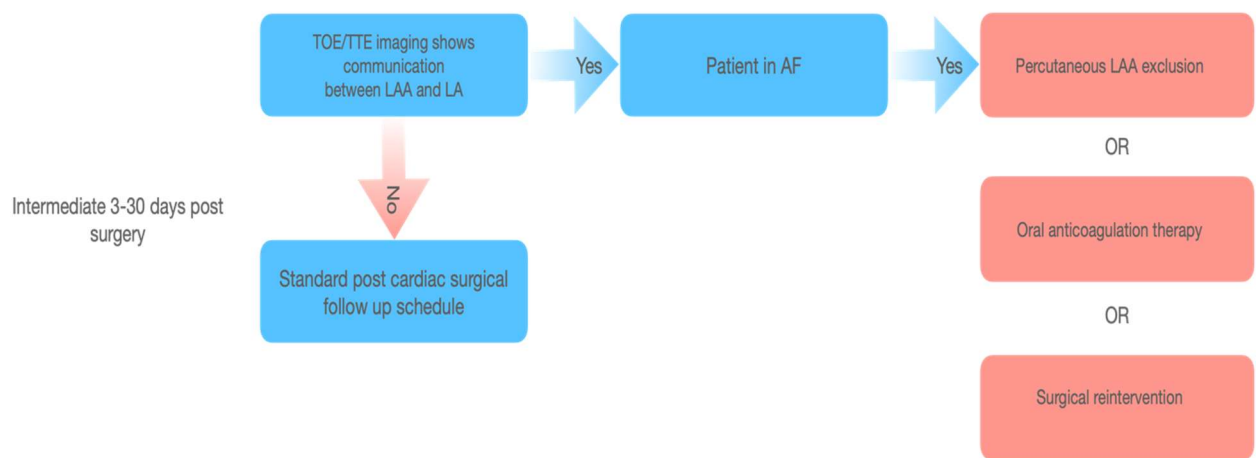 TOE/TTE imaging shows
communication
between LAA and LA
Yes
Patient in AF
Yes
Percutaneous LAA exclusion
OR
No
Intermediate 3-30 days post
surgery
Oral anticoagulation therapy
Standard post cardiac surgical
follow up schedule
OR
Surgical reintervention